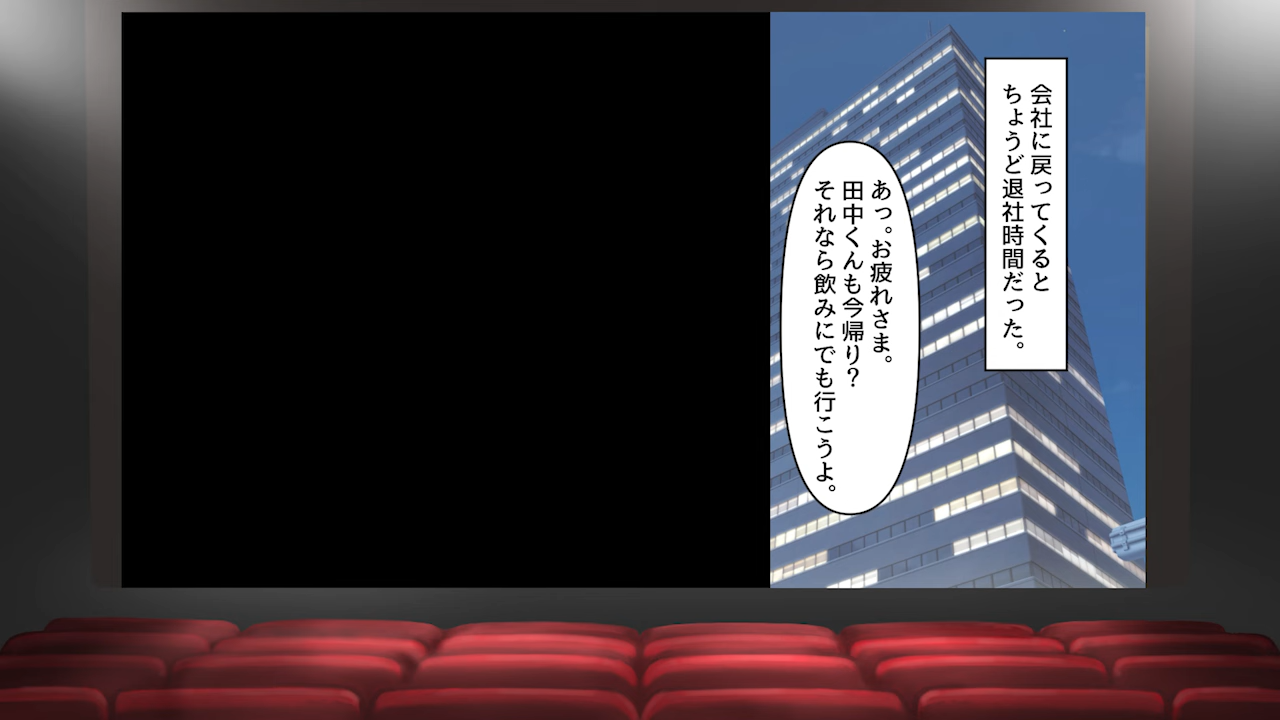 会社に戻ってくると
ちょうど退社時間だった。
あっ。お疲れさま。
田中くんも今帰り？
それなら飲みにでも行こうよ。